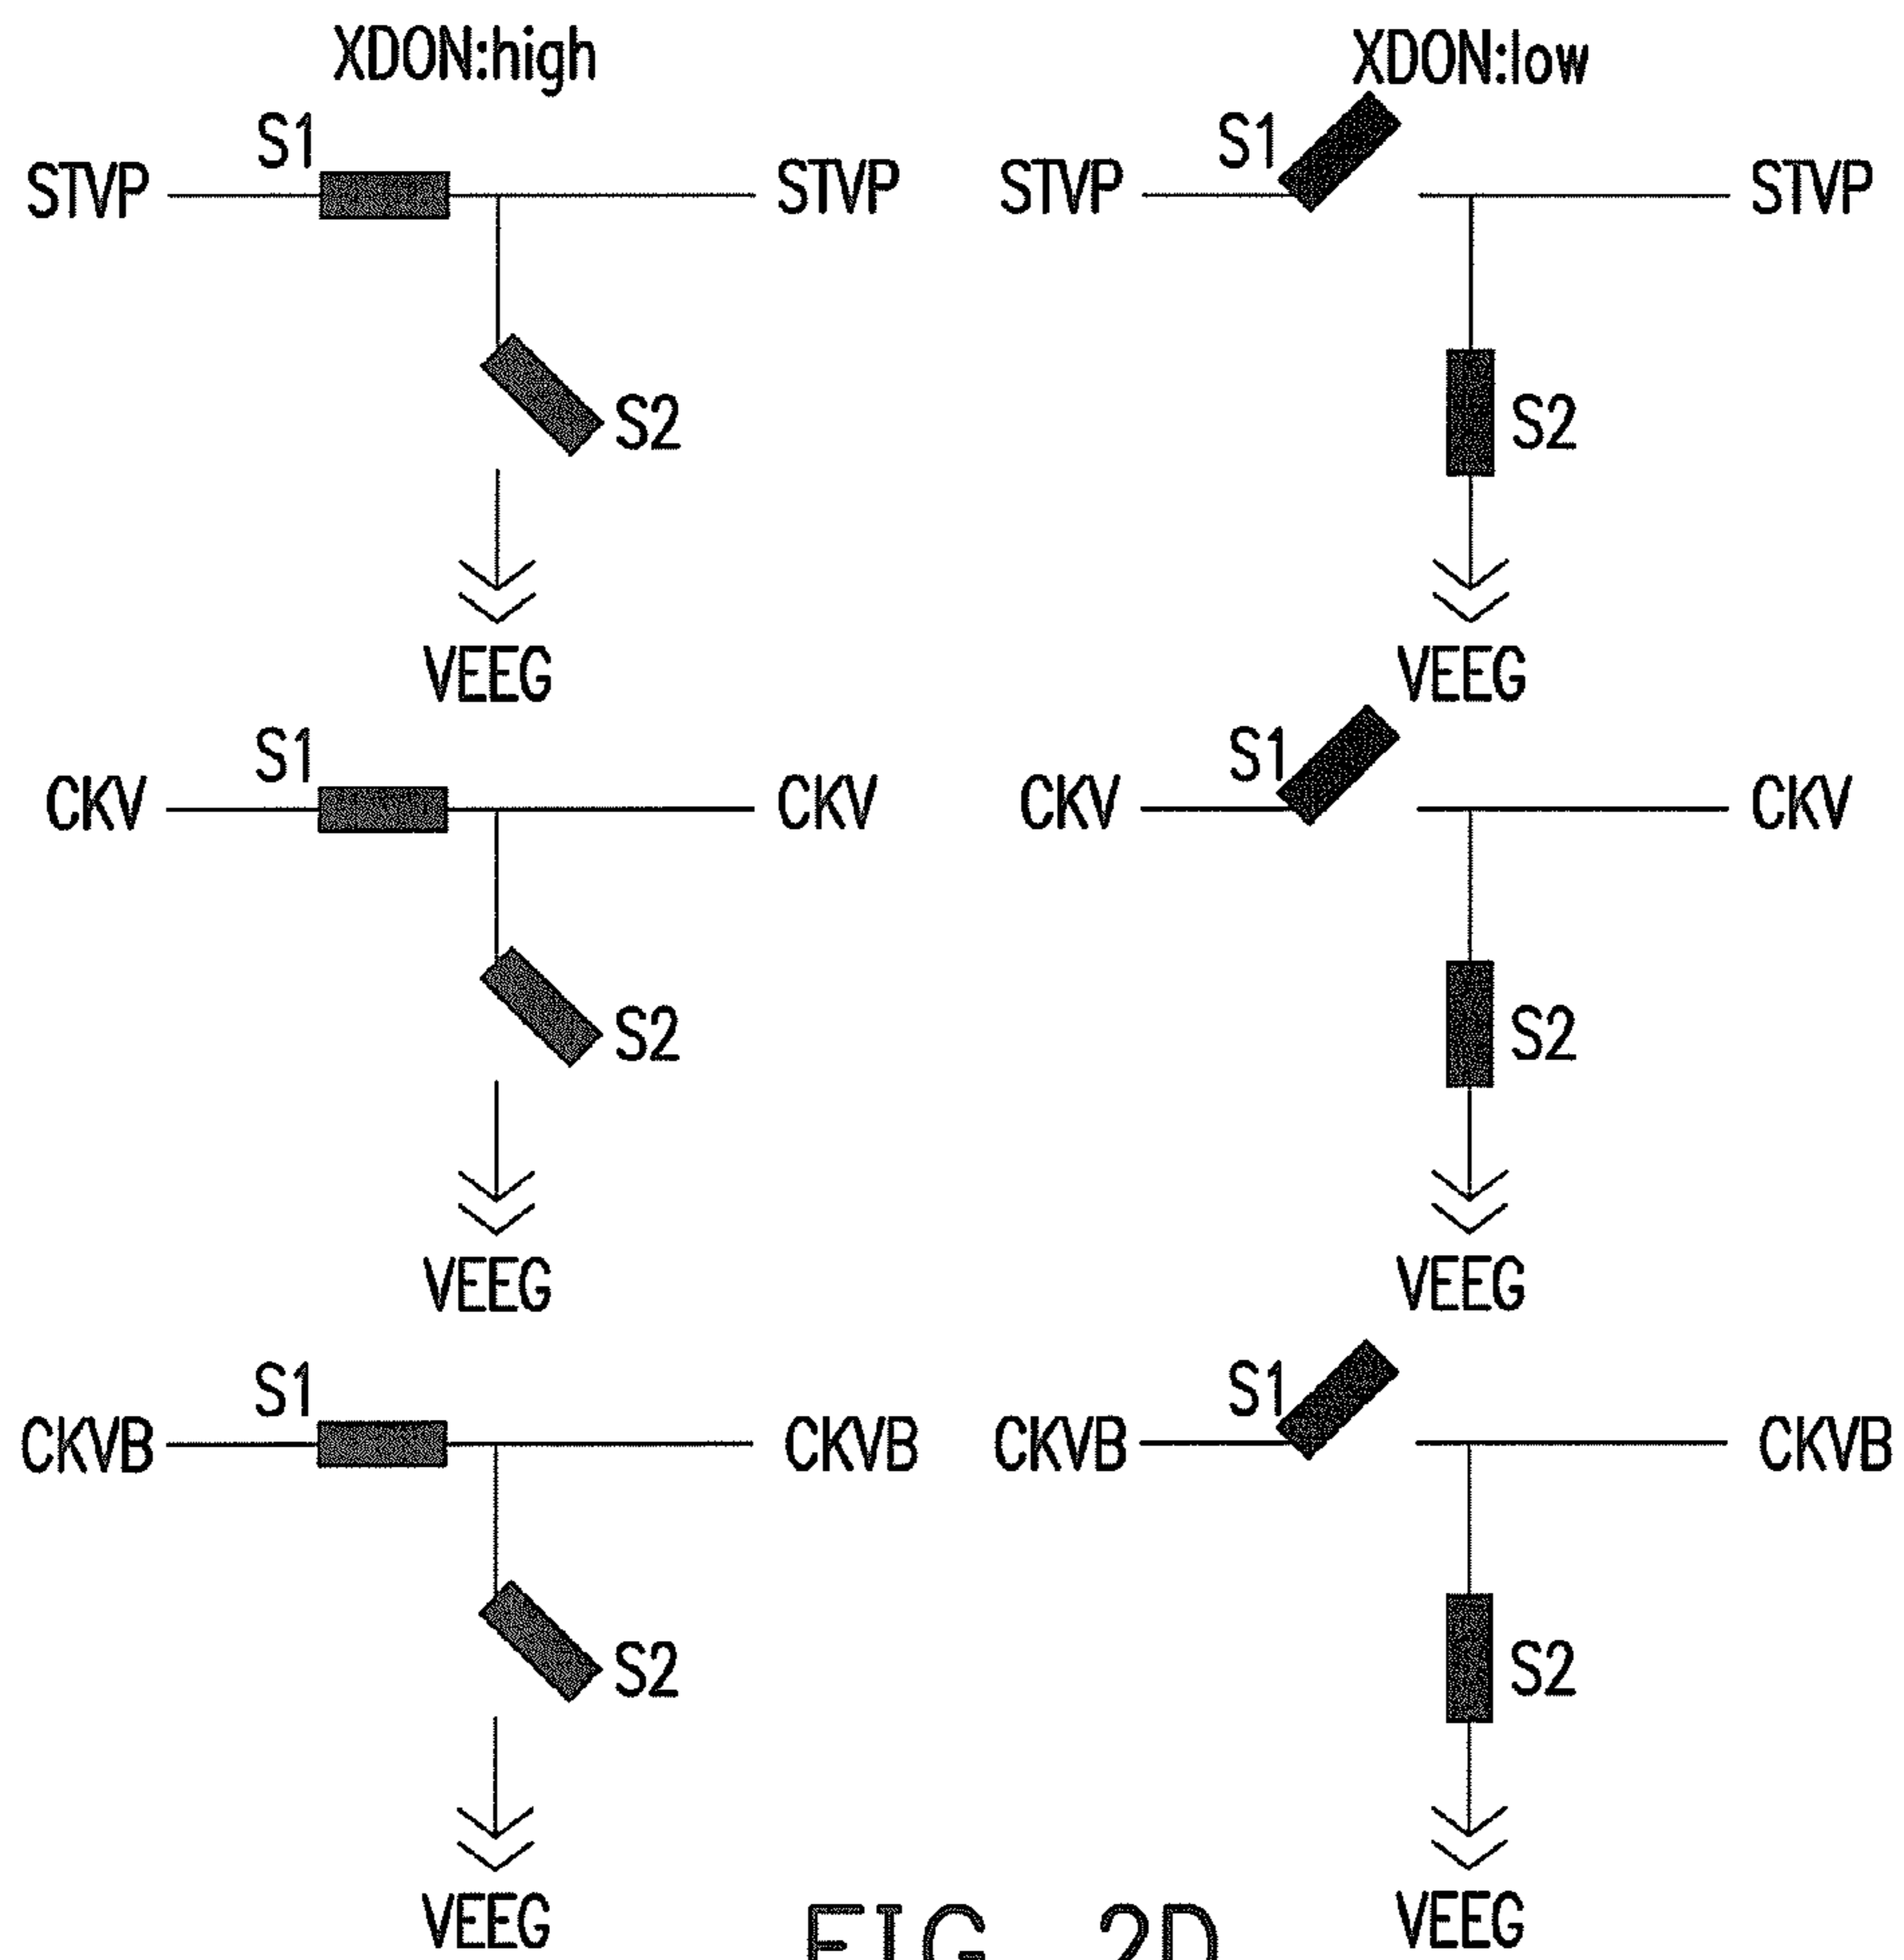 XDON:high
S1
STVP STVP
S2
VEEG
S1
CKV CKV
S2
VEEG
S1
CKVB CKVB
S2
VEEG
XDON:low
S1
STVP STVP
S2
VEEG
S1
CKV CKV
S2
VEEG
S1
CKVB CKVB
S2
VEEG
FIG. 2D